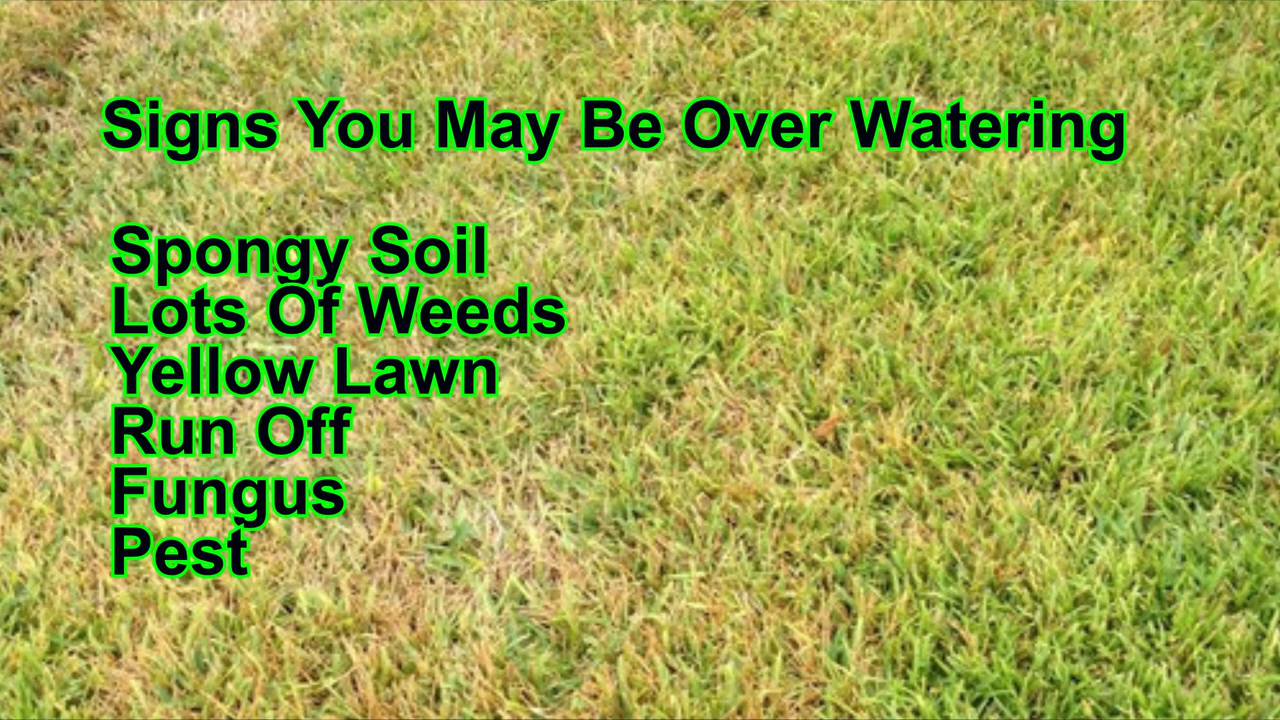 Signs You May Be Over Watering
Spongy Soil
Lots Of Weeds
Yellow Lawn
Run Off
Fungus
Pest